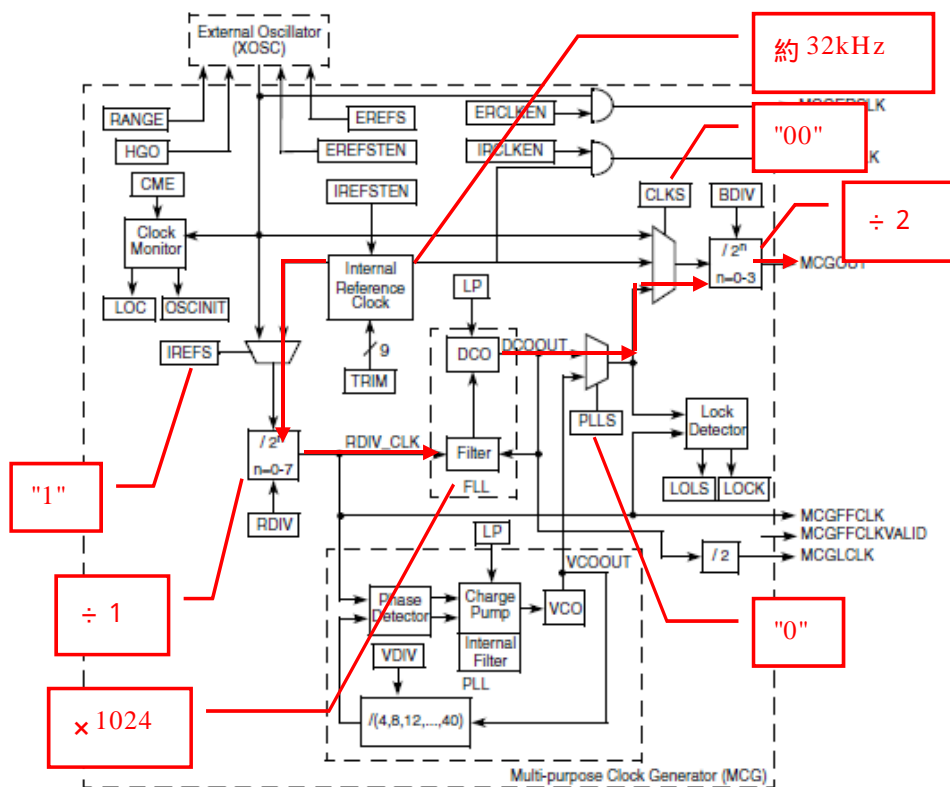 External Oscillator
(XOSC)
約 32kHz
RANGE
EREFS
ERCLKEN
HGO
EREFSTEN
IRCLKEN
"00"
CME
IREFSTEN
CLKS
BDIV
÷ 2
Clock
Monitor
Internal
Reference
Clock
/ 2ⁿ
n=0-3
MCGOUT
LOC
OSCINIT
LP
IREFS
9
DCO
DCOOUT
TRIM
PLLS
Lock
Detector
/ 2ⁿ
n=0-7
RDIV_CLK
Filter
FLL
LOLS
LOCK
"1"
RDIV
LP
MCGFFCLK
MCGFFCLKVALID
/ 2
MCGLCLK
VCOOUT
÷ 1
Phase
Detector
Charge
Pump
VCO
"0"
Internal
Filter
VDIV
PLL
× 1024
/(4,8,12,...,40)
Multi-purpose Clock Generator (MCG)